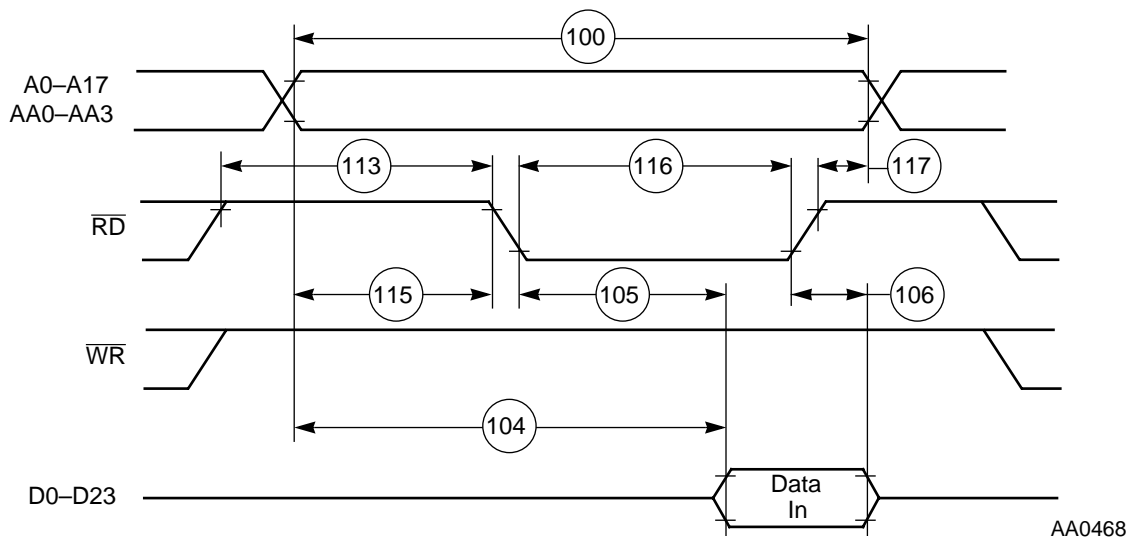 100
A0–A17
AA0–AA3
113
116
117
RD
115
105
106
WR
104
D0–D23
Data
In
AA0468